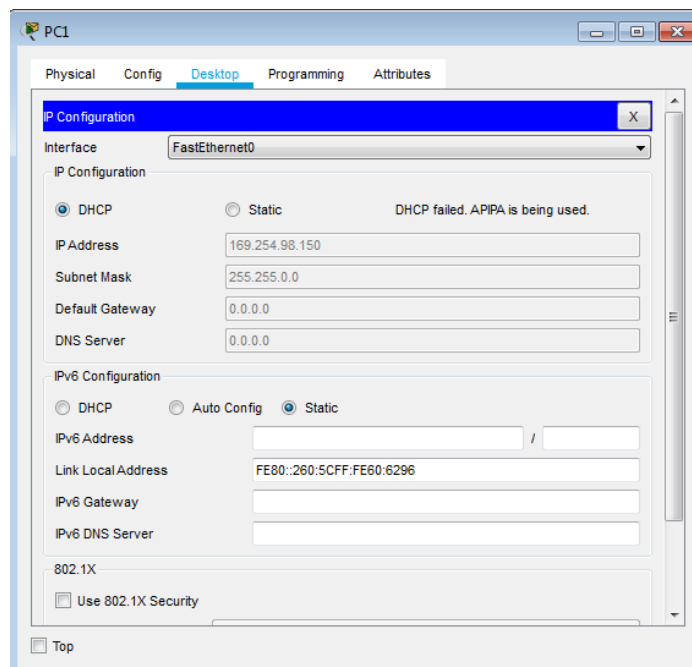 PC1
Physical Config Desktop Programming Attributes
IP Configuration X
Interface FastEthernet0
IP Configuration
DHCP Static DHCP failed. APIPA is being used.
IP Address 169.254.98.150
Subnet Mask 255.255.0.0
Default Gateway 0.0.0.0
DNS Server 0.0.0.0
IPv6 Configuration
DHCP Auto Config Static
IPv6 Address /
Link Local Address FE80::260:5CFF:FE60:6296
IPv6 Gateway
IPv6 DNS Server
802.1X
Use 802.1X Security
Top